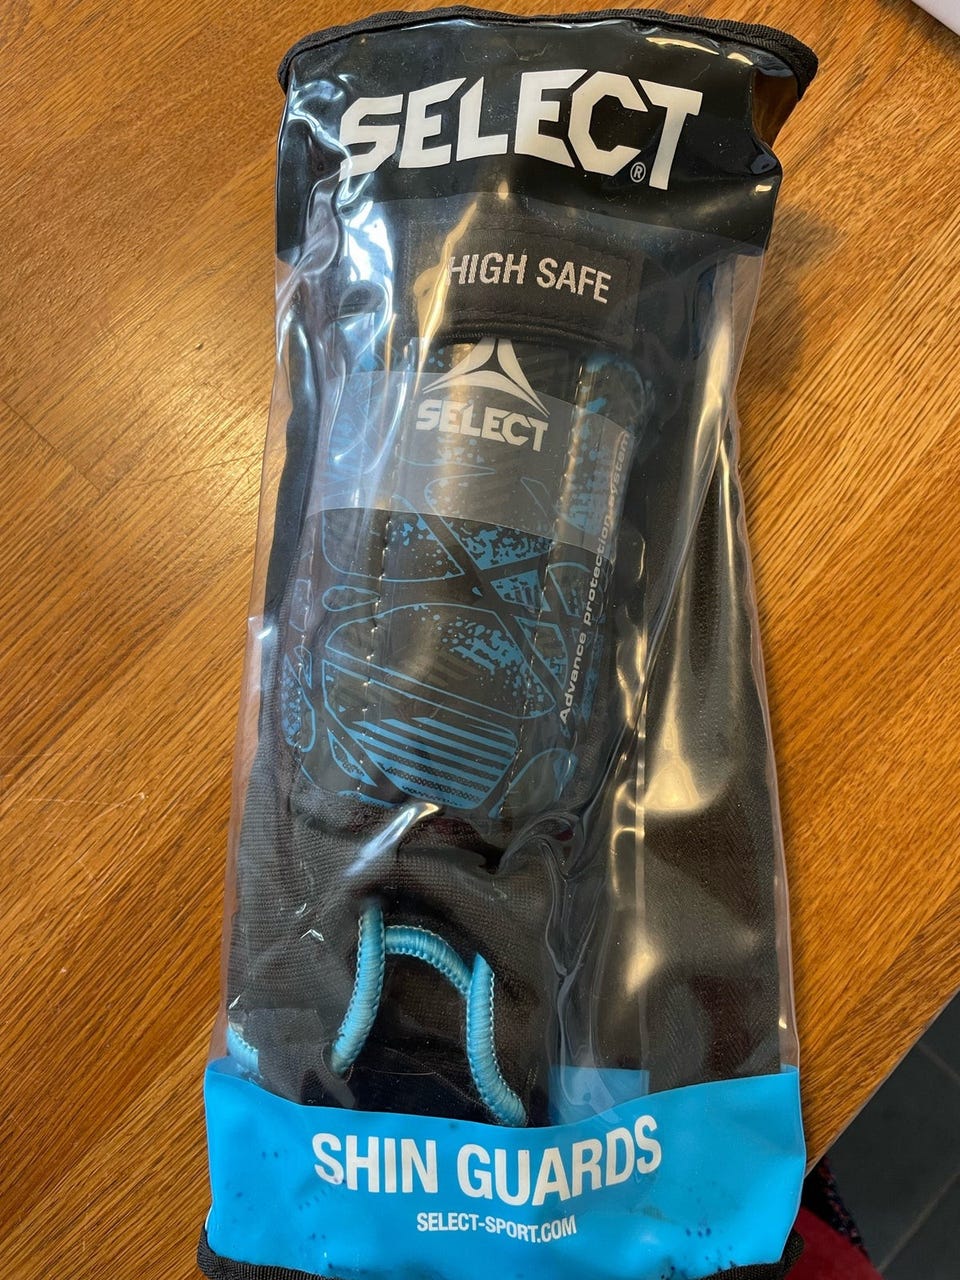 SELECT®
HIGH SAFE
SELECT
Advance protection system
SHIN GUARDS
SELECT-SPORT.COM